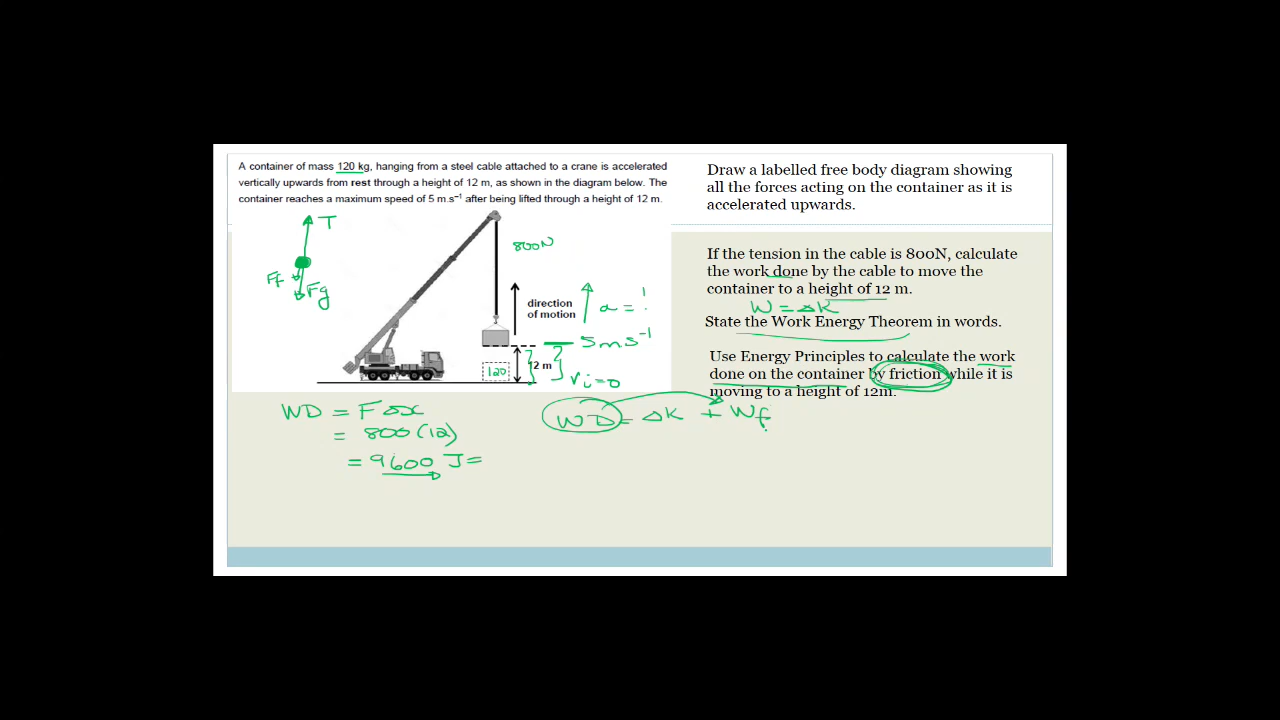 A container of mass 120 kg, hanging from a steel cable attached to a crane is accelerated
vertically upwards from rest through a height of 12 m, as shown in the diagram below. The
container reaches a maximum speed of 5 m.s⁻¹ after being lifted through a height of 12 m.
T
800N
Ff
Fg
direction
of motion
a =
5ms⁻¹
120
2 m
vi=0
WD = FΔx
= 800(12)
= 9600 J =
Draw a labelled free body diagram showing
all the forces acting on the container as it is
accelerated upwards.
If the tension in the cable is 800N, calculate
the work done by the cable to move the
container to a height of 12 m.
W = ΔK
State the Work Energy Theorem in words.
Use Energy Principles to calculate the work
done on the container by friction while it is
moving to a height of 12m.
WD = ΔK + Wf